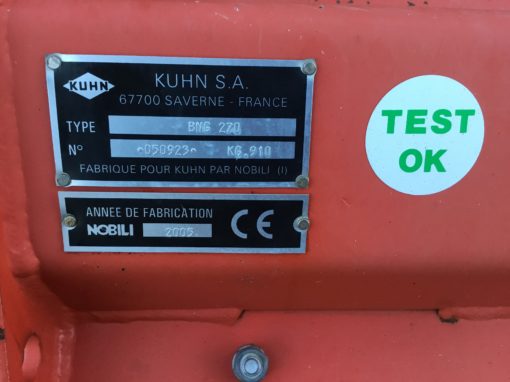 KUHN
KUHN S.A.
67700 SAVERNE - FRANCE
TYPE BNG 270
N° *050923* KG.910
FABRIQUE POUR KUHN PAR NOBILI (I)
ANNEE DE FABRICATION
NOBILI 2005
CE
TEST
OK